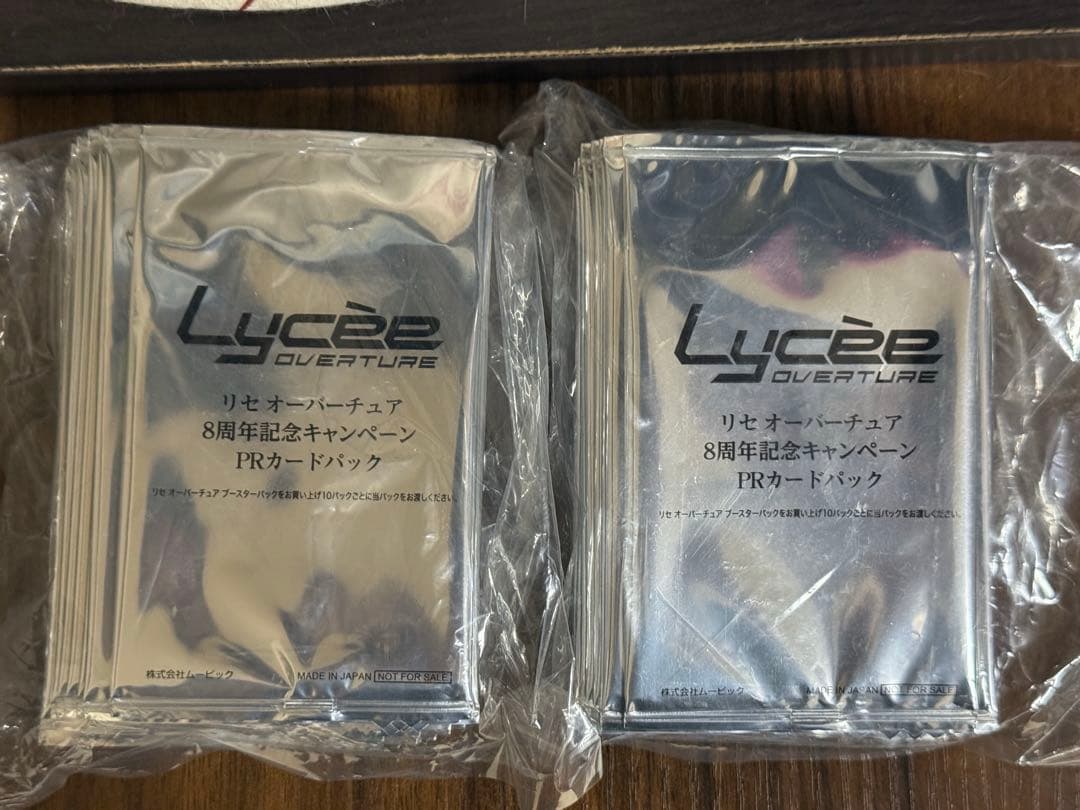 Lycèe
OVERTURE
リセ オーバーチュア
8周年記念キャンペーン
PRカードパック
リセ オーバーチュア ブースターパックをお買い上げ10パックごとに当パックをお渡しください。
株式会社ムービック
MADE IN JAPAN NOT FOR SALE
Lycèe
OVERTURE
リセ オーバーチュア
8周年記念キャンペーン
PRカードパック
リセ オーバーチュア ブースターパックをお買い上げ10パックごとに当パックをお渡しください。
株式会社ムービック
MADE IN JAPAN NOT FOR SALE